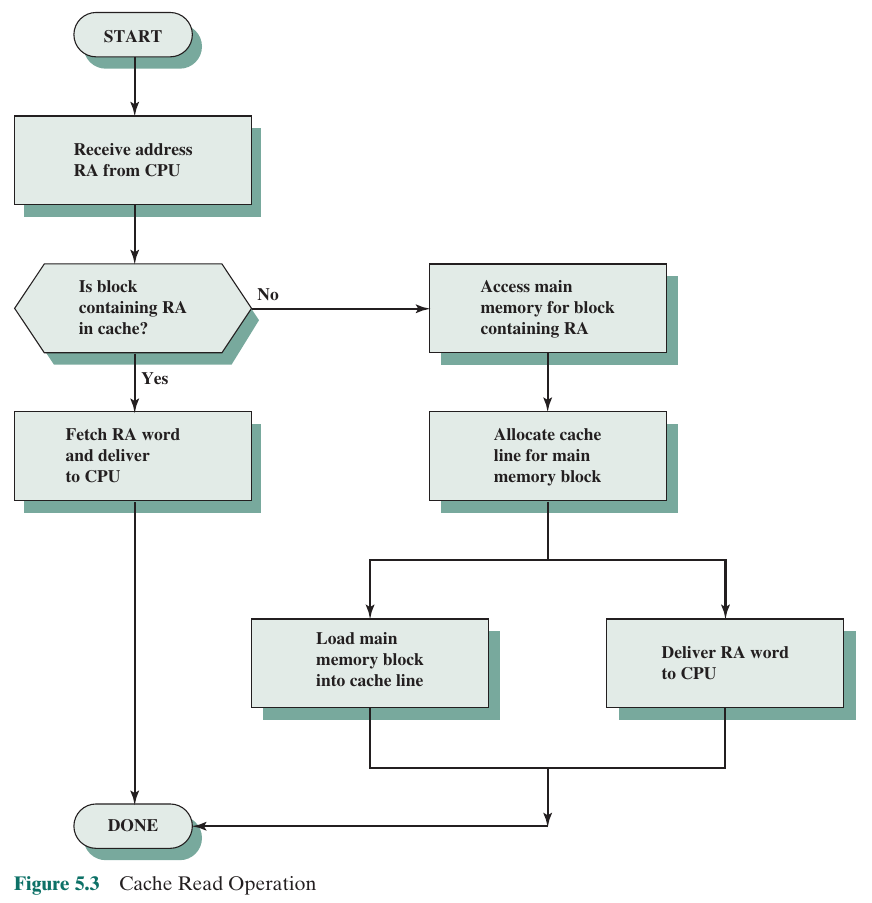 START
Receive address
RA from CPU
Is block
containing RA
in cache?
No
Access main
memory for block
containing RA
Yes
Fetch RA word
and deliver
to CPU
Allocate cache
line for main
memory block
Load main
memory block
into cache line
Deliver RA word
to CPU
DONE
Figure 5.3 Cache Read Operation